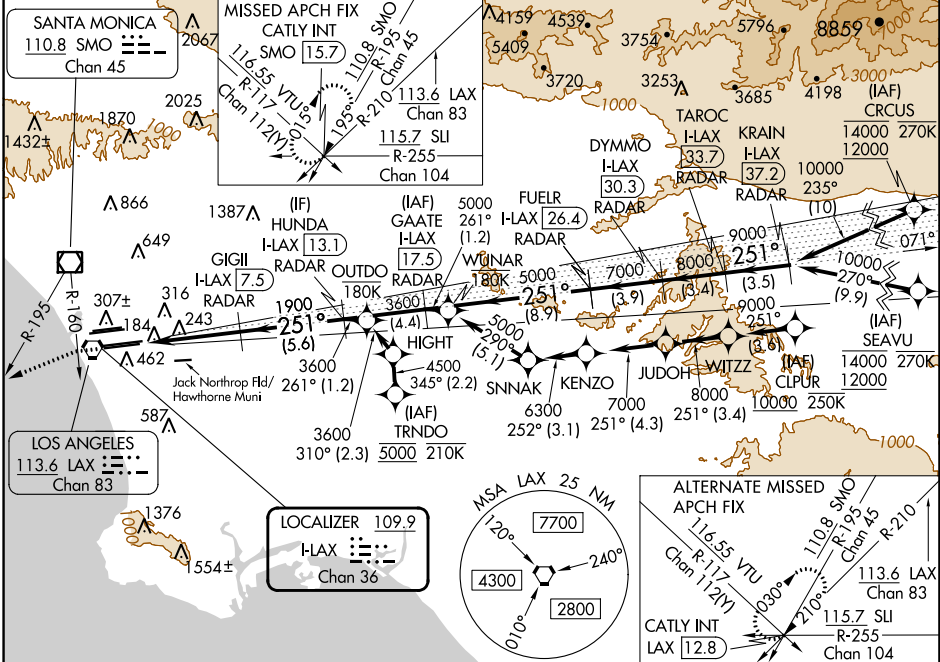 SANTA MONICA
110.8 SMO
Chan 45
2067
MISSED APCH FIX
CATLY INT
SMO 15.7
116.55 VTU
R-117
Chan 112(Y)
015°
195°
110.8 SMO
R-195
Chan 45
R-210
113.6 LAX
Chan 83
115.7 SLI
R-255
Chan 104
4159
4539
5409
3720
3754
5796
8859
3253
3685
4198
3000
1000
1432±
1870
2025
1000
866
649
1387
307±
316
184
243
462
587
1376
1554±
(IAF)
CRCUS
14000 270K
12000
TAROC
I-LAX
33.7
RADAR
KRAIN
I-LAX
37.2
RADAR
DYMMO
I-LAX
30.3
RADAR
FUELR
I-LAX 26.4
RADAR
10000
235°
(10)
071°
(IAF)
GAATE
I-LAX
17.5
RADAR
5000
261°
(1.2)
WUNAR
180K
(IF)
HUNDA
I-LAX 13.1
RADAR
OUTDO
180K
GIGII
I-LAX 7.5
RADAR
1900
251°
(5.6)
3600
(4.4)
5000
251°
(8.9)
7000
(3.9)
8000
(3.4)
9000
251°
(3.5)
10000
270°
(9.9)
(IAF)
SEAVU
14000 270K
12000
9000
251°
(3.6)
(IAF)
CLPUR
10000 250K
WITZZ
JUDOH
KENZO
SNNAK
5000
290°
(5.1)
6300
252° (3.1)
7000
251° (4.3)
8000
251° (3.4)
HIGHT
4500
345° (2.2)
(IAF)
TRNDO
5000 210K
3600
261° (1.2)
3600
310° (2.3)
R-195
R-160
Jack Northrop Fld/
Hawthorne Muni
LOS ANGELES
113.6 LAX
Chan 83
LOCALIZER 109.9
I-LAX
Chan 36
MSA LAX 25 NM
120°
240°
010°
7700
4300
2800
1000
ALTERNATE MISSED
APCH FIX
116.55 VTU
R-117
Chan 112(Y)
030°
210°
110.8 SMO
R-195
Chan 45
R-210
113.6 LAX
Chan 83
115.7 SLI
R-255
Chan 104
CATLY INT
LAX 12.8